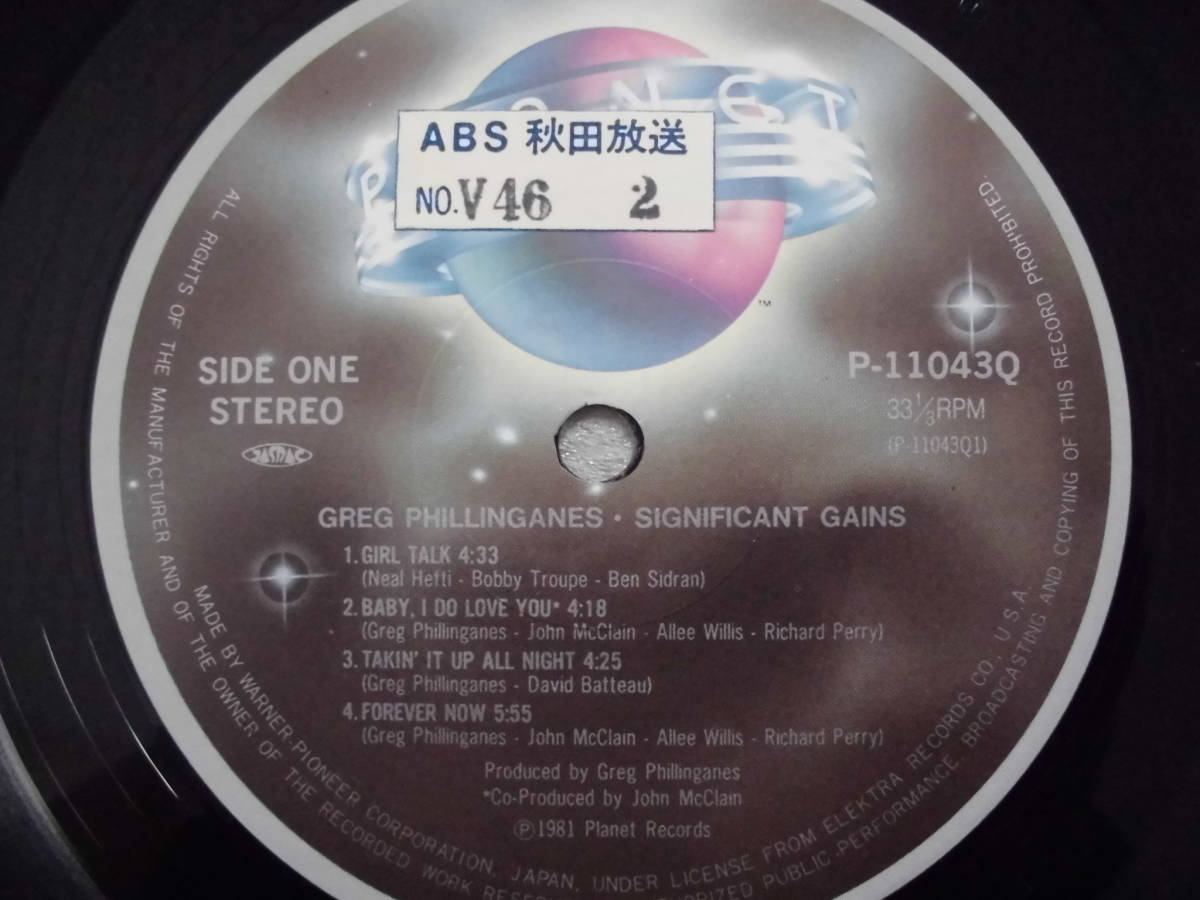 PLANET
ABS 秋田放送
NO.V46 2
TM
SIDE ONE
STEREO
JASRAC
P-11043Q
33⅓RPM
(P-11043Q1)
GREG PHILLINGANES · SIGNIFICANT GAINS
1. GIRL TALK 4:33
(Neal Hefti - Bobby Troupe - Ben Sidran)
2. BABY, I DO LOVE YOU* 4:18
(Greg Phillinganes - John McClain - Allee Willis - Richard Perry)
3. TAKIN' IT UP ALL NIGHT 4:25
(Greg Phillinganes - David Batteau)
4. FOREVER NOW 5:55
(Greg Phillinganes - John McClain - Allee Willis - Richard Perry)
Produced by Greg Phillinganes
*Co-Produced by John McClain
Ⓟ1981 Planet Records
MADE BY WARNER-PIONEER CORPORATION, JAPAN, UNDER LICENSE FROM ELEKTRA RECORDS CO., U.S.A.
ALL RIGHTS OF THE MANUFACTURER AND OF THE OWNER OF THE RECORDED WORK PUBLIC-PERFORMANCE, BROADCASTING AND COPYING OF THIS RECORD PROHIBITED.